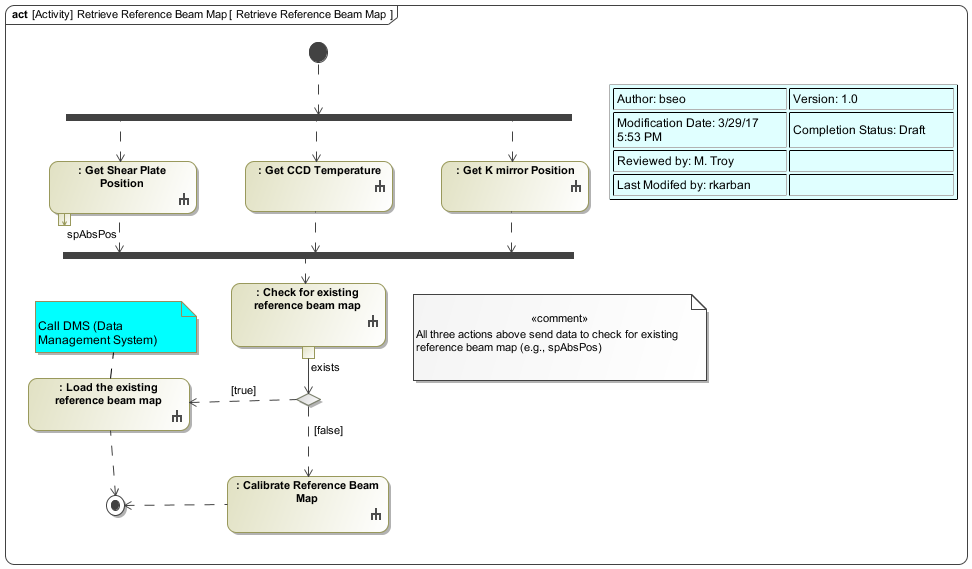 act [Activity] Retrieve Reference Beam Map [ Retrieve Reference Beam Map ]
Author: bseo
Version: 1.0
Modification Date: 3/29/17
5:53 PM
Completion Status: Draft
Reviewed by: M. Troy
Last Modifed by: rkarban
: Get Shear Plate
Position
: Get CCD Temperature
: Get K mirror Position
spAbsPos
: Check for existing
reference beam map
«comment»
All three actions above send data to check for existing
reference beam map (e.g., spAbsPos)
Call DMS (Data
Management System)
exists
: Load the existing
reference beam map
[true]
[false]
: Calibrate Reference Beam
Map